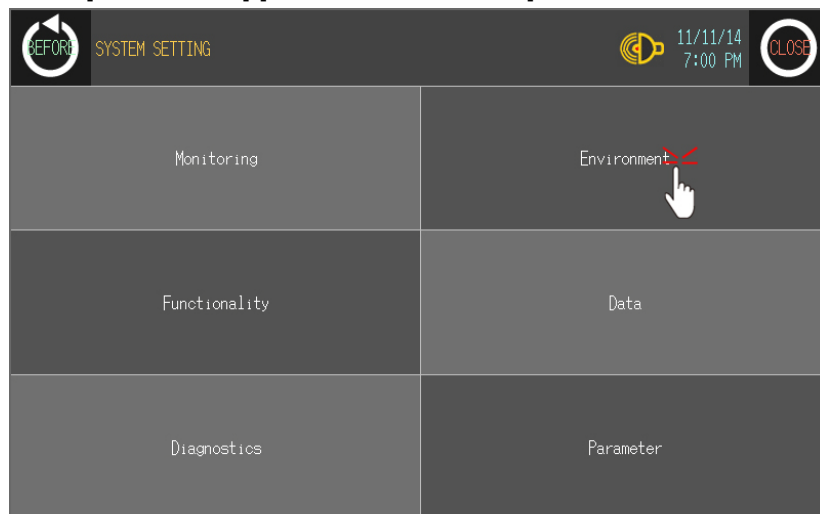 BEFORE
SYSTEM SETTING
11/11/14
7:00 PM
CLOSE
Monitoring
Environment
Functionality
Data
Diagnostics
Parameter